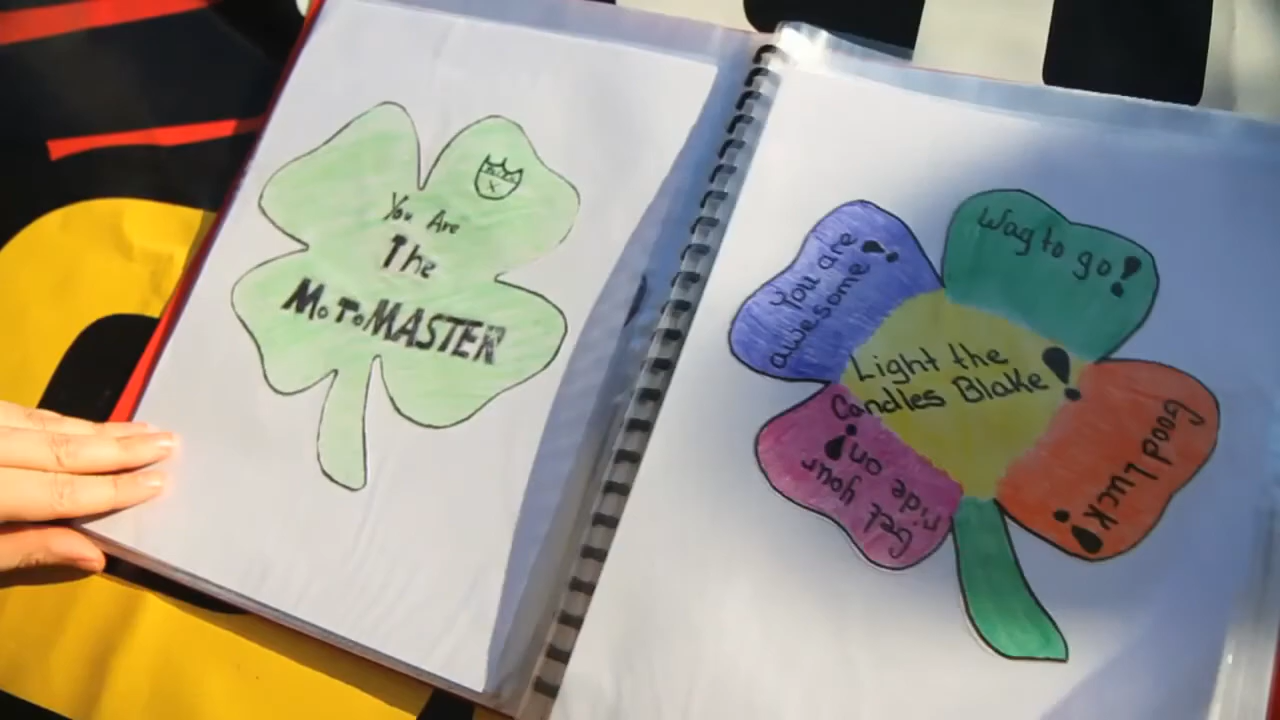 You Are
The
MoToMASTER
X
You are
awesome!
Way to go!
Light the
Candles Blake!
Good Luck!
Get your
ride on!